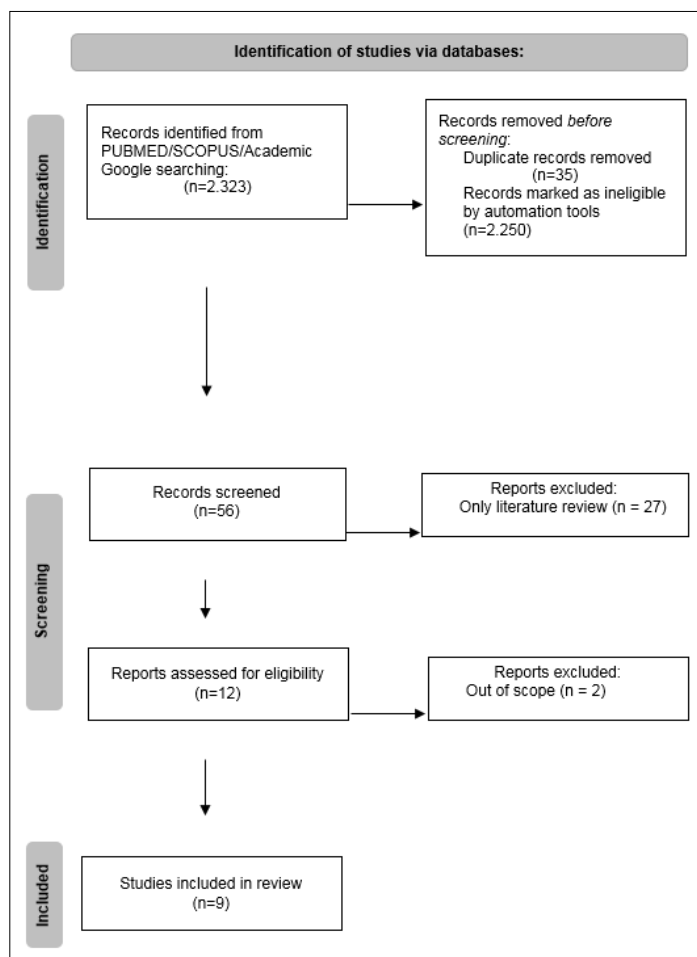 Identification of studies via databases:
Identification
Records identified from
PUBMED/SCOPUS/Academic
Google searching:
(n=2.323)
Records removed before
screening:
Duplicate records removed
(n=35)
Records marked as ineligible
by automation tools
(n=2.250)
Screening
Records screened
(n=56)
Reports excluded:
Only literature review (n = 27)
Reports assessed for eligibility
(n=12)
Reports excluded:
Out of scope (n = 2)
Included
Studies included in review
(n=9)